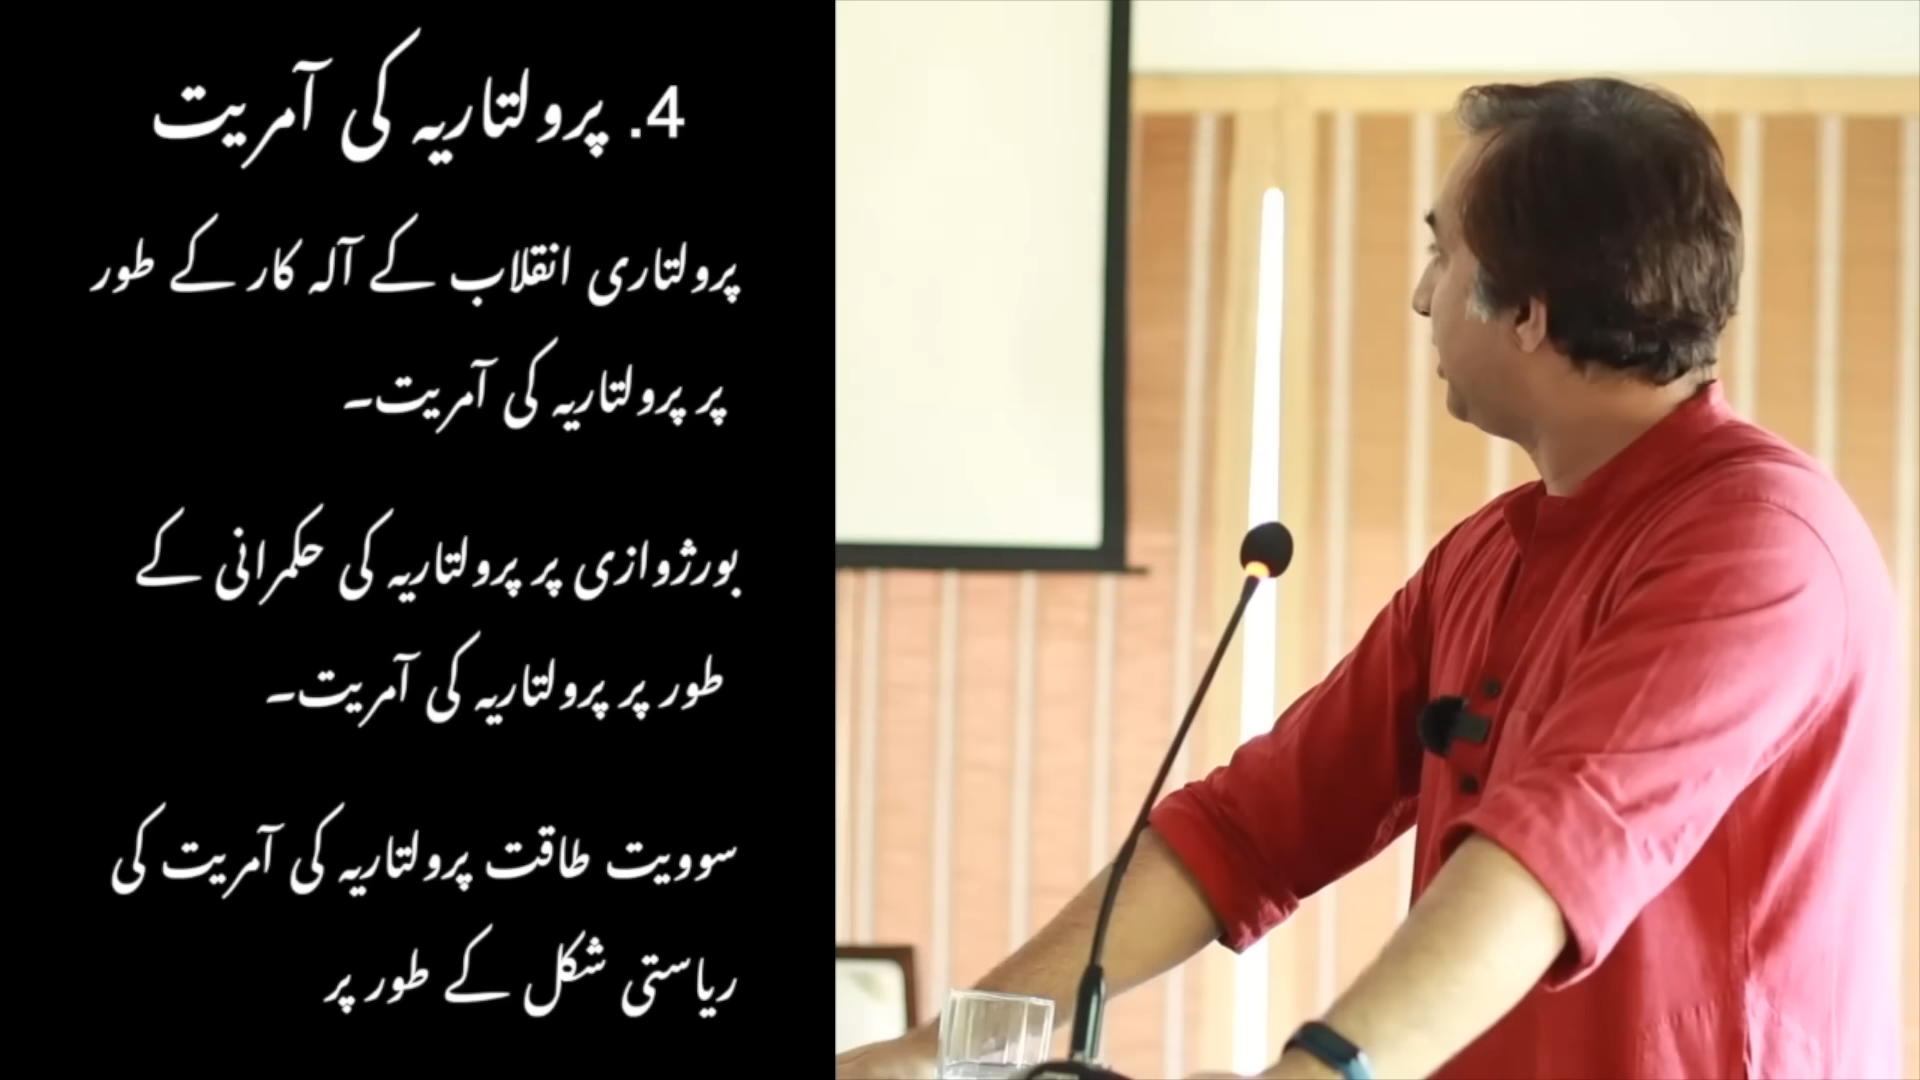 4. پرولتاریہ کی آمریت
پرولتاری انقلاب کے آلہ کار کے طور
پر پرولتاریہ کی آمریت۔
بورژوازی پر پرولتاریہ کی حکمرانی کے
طور پر پرولتاریہ کی آمریت۔
سوویت طاقت پرولتاریہ کی آمریت کی
ریاستی شکل کے طور پر